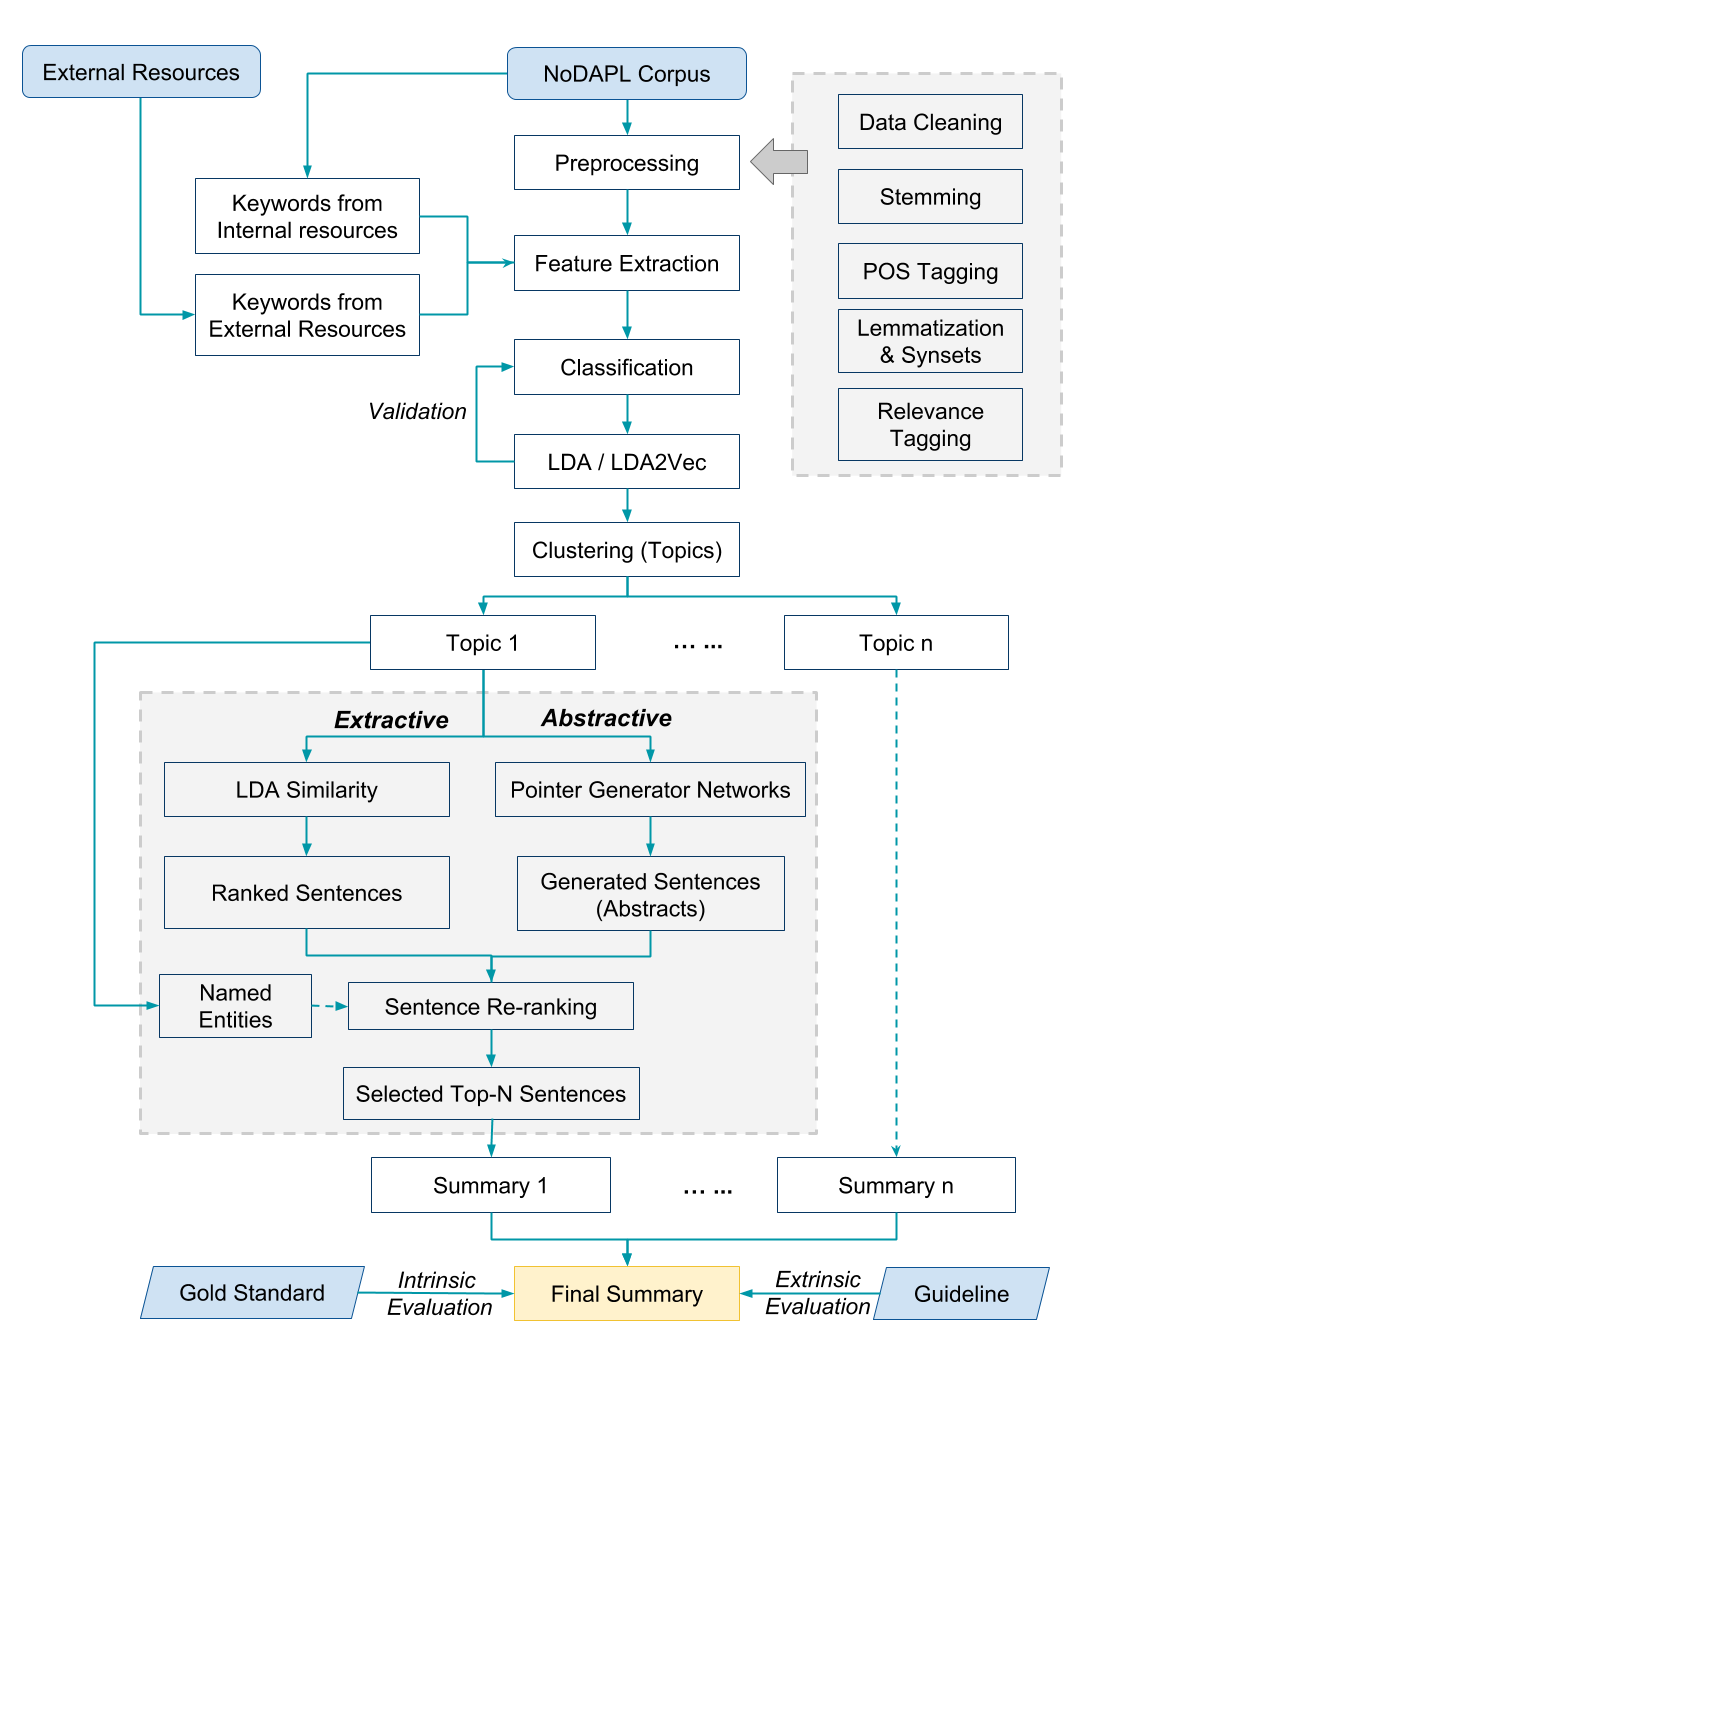 External Resources
NoDAPL Corpus
Data Cleaning
Preprocessing
Stemming
Keywords from
Internal resources
Feature Extraction
POS Tagging
Keywords from
External Resources
Lemmatization
& Synsets
Classification
Validation
Relevance
Tagging
LDA / LDA2Vec
Clustering (Topics)
Topic 1
... ...
Topic n
Extractive
Abstractive
LDA Similarity
Pointer Generator Networks
Ranked Sentences
Generated Sentences
(Abstracts)
Named
Entities
Sentence Re-ranking
Selected Top-N Sentences
Summary 1
... ...
Summary n
Gold Standard
Intrinsic
Evaluation
Final Summary
Extrinsic
Evaluation
Guideline